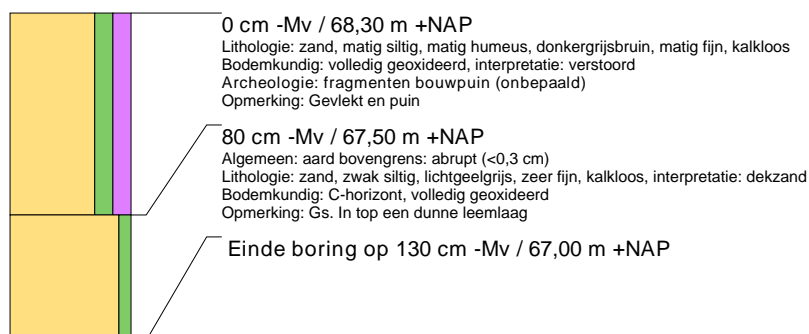 0 cm -Mv / 68,30 m +NAP
Lithologie: zand, matig siltig, matig humeus, donkergrijsbruin, matig fijn, kalkloos
Bodemkundig: volledig geoxideerd, interpretatie: verstoord
Archeologie: fragmenten bouwpuin (onbepaald)
Opmerking: Gevlekt en puin
80 cm -Mv / 67,50 m +NAP
Algemeen: aard bovengrens: abrupt (<0,3 cm)
Lithologie: zand, zwak siltig, lichtgeelgrijs, zeer fijn, kalkloos, interpretatie: dekzand
Bodemkundig: C-horizont, volledig geoxideerd
Opmerking: Gs. In top een dunne leemlaag
Einde boring op 130 cm -Mv / 67,00 m +NAP